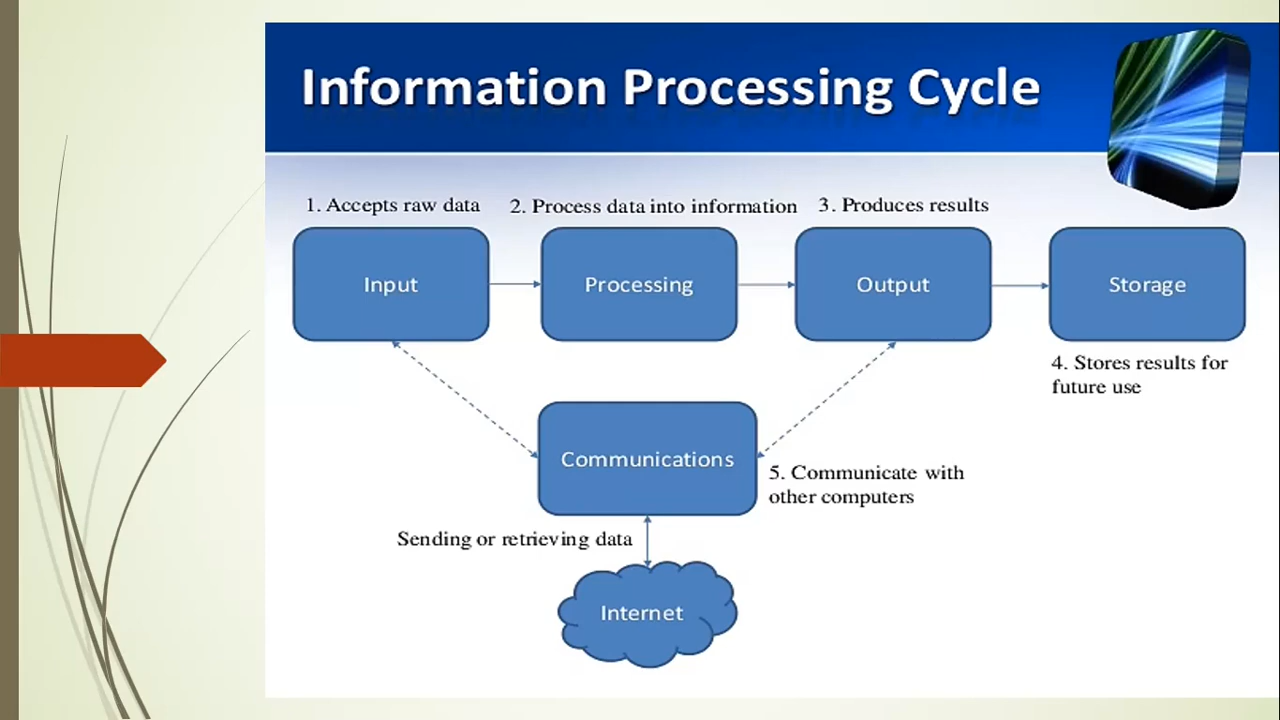 Information Processing Cycle
1. Accepts raw data
2. Process data into information
3. Produces results
Input
Processing
Output
Storage
4. Stores results for
future use
Communications
5. Communicate with
other computers
Sending or retrieving data
Internet